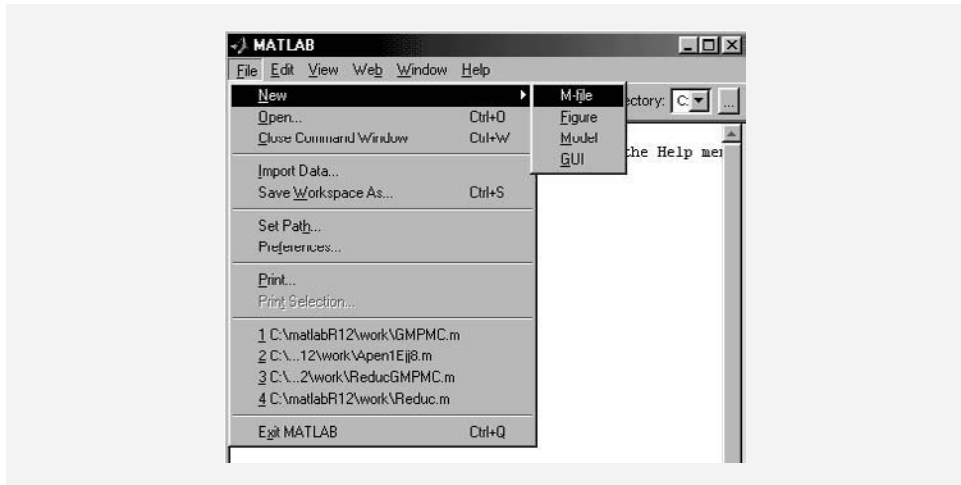 MATLAB
File Edit View Web Window Help
New
Open... Ctrl+O
Close Command Window Ctrl+W
Import Data...
Save Workspace As... Ctrl+S
Set Path...
Preferences...
Print...
Print Selection...
1 C:\matlabR12\work\GMPMC.m
2 C:\...12\work\Apen1Ejj8.m
3 C:\...2\work\ReducGMPMC.m
4 C:\matlabR12\work\Reduc.m
Exit MATLAB Ctrl+Q
M-file
Figure
Model
GUI
ectory: C: ...
the Help men